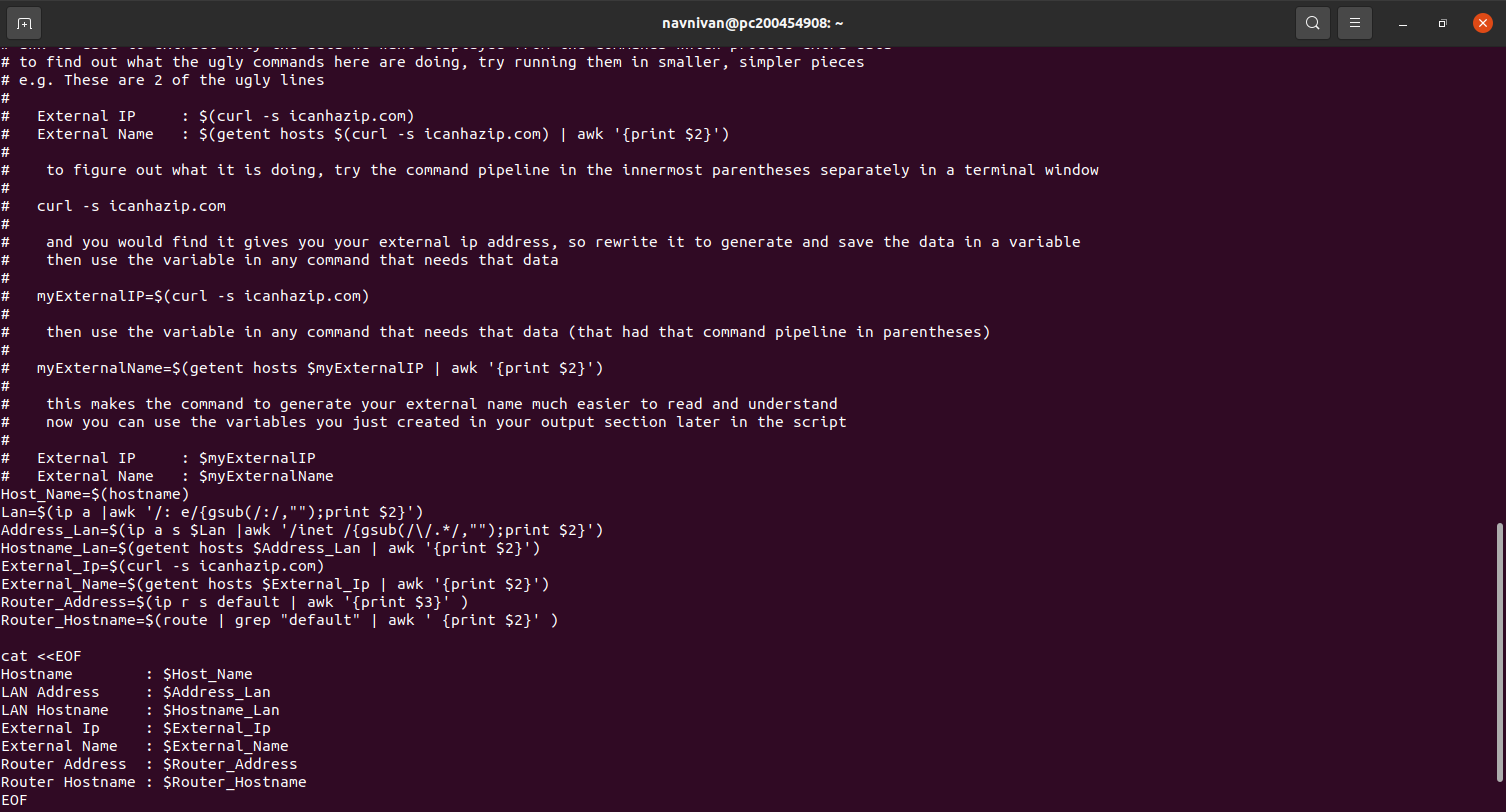 navnivan@pc200454908: ~
# to find out what the ugly commands here are doing, try running them in smaller, simpler pieces
# e.g. These are 2 of the ugly lines
#
#   External IP     : $(curl -s icanhazip.com)
#   External Name   : $(getent hosts $(curl -s icanhazip.com) | awk '{print $2}')
#
#    to figure out what it is doing, try the command pipeline in the innermost parentheses separately in a terminal window
#
#   curl -s icanhazip.com
#
#    and you would find it gives you your external ip address, so rewrite it to generate and save the data in a variable
#    then use the variable in any command that needs that data
#
#   myExternalIP=$(curl -s icanhazip.com)
#
#    then use the variable in any command that needs that data (that had that command pipeline in parentheses)
#
#   myExternalName=$(getent hosts $myExternalIP | awk '{print $2}')
#
#    this makes the command to generate your external name much easier to read and understand
#    now you can use the variables you just created in your output section later in the script
#
#   External IP     : $myExternalIP
#   External Name   : $myExternalName
Host_Name=$(hostname)
Lan=$(ip a |awk '/: e/{gsub(/:/,"");print $2}')
Address_Lan=$(ip a s $Lan |awk '/inet /{gsub(/\/.*/,"");print $2}')
Hostname_Lan=$(getent hosts $Address_Lan | awk '{print $2}')
External_Ip=$(curl -s icanhazip.com)
External_Name=$(getent hosts $External_Ip | awk '{print $2}')
Router_Address=$(ip r s default | awk '{print $3}' )
Router_Hostname=$(route | grep "default" | awk ' {print $2}' )

cat <<EOF
Hostname        : $Host_Name
LAN Address     : $Address_Lan
LAN Hostname    : $Hostname_Lan
External Ip     : $External_Ip
External Name   : $External_Name
Router Address  : $Router_Address
Router Hostname : $Router_Hostname
EOF